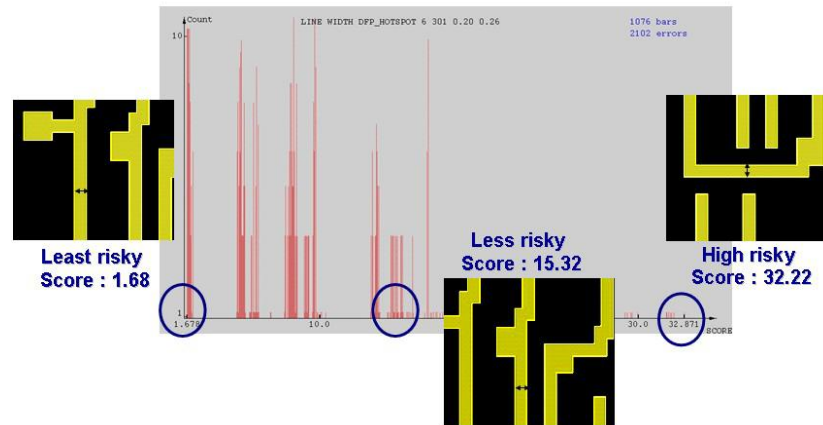 Count
LINE WIDTH DFP_HOTSPOT 6 301 0.20 0.26
1076 bars
2102 errors
10
Least risky
Score : 1.68
Less risky
Score : 15.32
High risky
Score : 32.22
1
1.678
10.0
30.0
32.871
SCORE